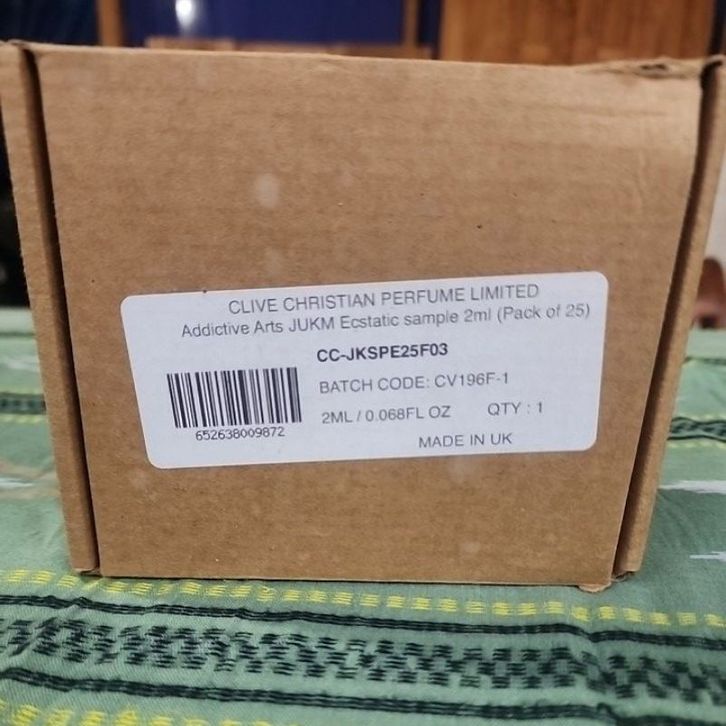 CLIVE CHRISTIAN PERFUME LIMITED
Addictive Arts JUKM Ecstatic sample 2ml (Pack of 25)
CC-JKSPE25F03
BATCH CODE: CV196F-1
2ML / 0.068FL OZ QTY : 1
652638009872
MADE IN UK